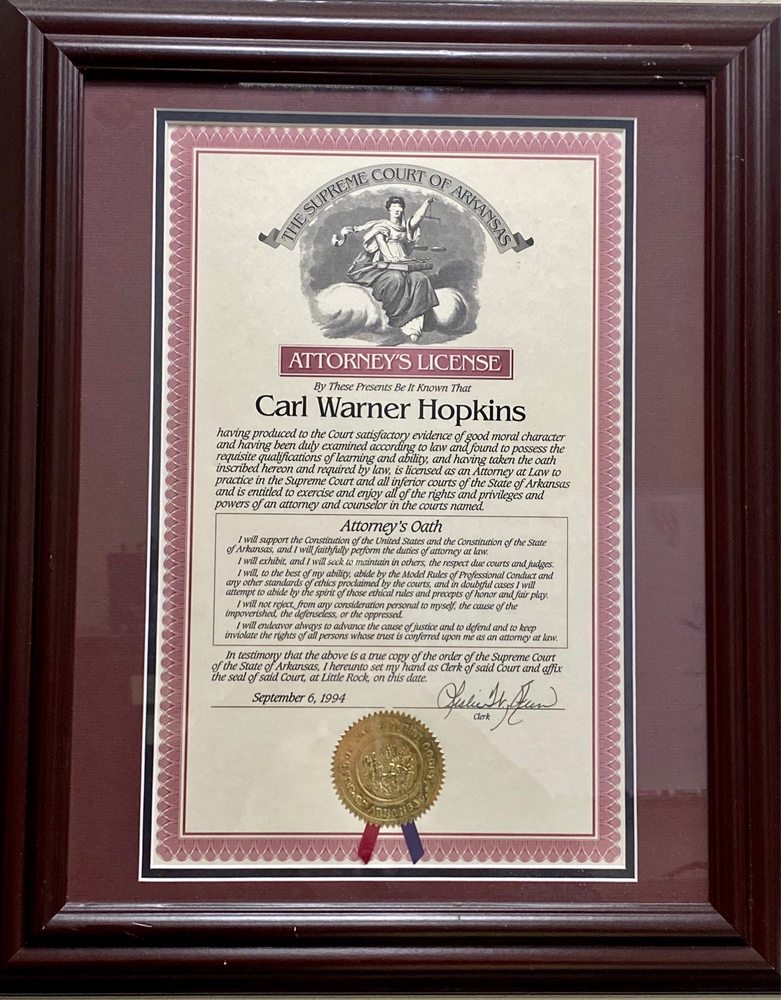 THE SUPREME COURT OF ARKANSAS
ATTORNEY'S LICENSE
By These Presents Be It Known That
Carl Warner Hopkins
having produced to the Court satisfactory evidence of good moral character
and having been duly examined according to law and found to possess the
requisite qualifications of learning and ability, and having taken the oath
inscribed hereon and required by law, is licensed as an Attorney at Law to
practice in the Supreme Court and all inferior courts of the State of Arkansas
and is entitled to exercise and enjoy all of the rights and privileges and
powers of an attorney and counselor in the courts named.
Attorney's Oath
I will support the Constitution of the United States and the Constitution of the State
of Arkansas, and I will faithfully perform the duties of attorney at law.
I will exhibit, and I will seek to maintain in others, the respect due courts and judges.
I will, to the best of my ability, abide by the Model Rules of Professional Conduct and
any other standards of ethics proclaimed by the courts, and in doubtful cases I will
attempt to abide by the spirit of those ethical rules and precepts of honor and fair play.
I will not reject, from any consideration personal to myself, the cause of the
impoverished, the defenseless, or the oppressed.
I will endeavor always to advance the cause of justice and to defend and to keep
inviolate the rights of all persons whose trust is conferred upon me as an attorney at law.
In testimony that the above is a true copy of the order of the Supreme Court
of the State of Arkansas, I hereunto set my hand as Clerk of said Court and affix
the seal of said Court, at Little Rock, on this date.
September 6, 1994
Clerk